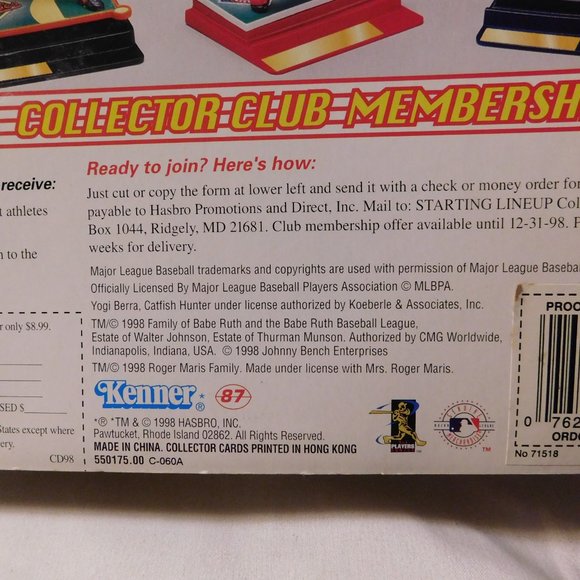 COLLECTOR CLUB MEMBERSH
receive:
athletes
n to the
r only $8.99.
SED $
States except where
ery.
CD98
Ready to join? Here's how:
Just cut or copy the form at lower left and send it with a check or money order for
payable to Hasbro Promotions and Direct, Inc. Mail to: STARTING LINEUP Col
Box 1044, Ridgely, MD 21681. Club membership offer available until 12-31-98. P
weeks for delivery.
Major League Baseball trademarks and copyrights are used with permission of Major League Baseba
Officially Licensed By Major League Baseball Players Association © MLBPA.
Yogi Berra, Catfish Hunter under license authorized by Koeberle & Associates, Inc.
TM/© 1998 Family of Babe Ruth and the Babe Ruth Baseball League,
Estate of Walter Johnson, Estate of Thurman Munson. Authorized by CMG Worldwide,
Indianapolis, Indiana, USA. © 1998 Johnny Bench Enterprises
TM/© 1998 Roger Maris Family. Made under license with Mrs. Roger Maris.
Kenner ® 87
*® *TM & © 1998 HASBRO, INC.
Pawtucket, Rhode Island 02862. All Rights Reserved.
MADE IN CHINA. COLLECTOR CARDS PRINTED IN HONG KONG
550175.00 C-060A
PLAYERS
TM
PROO
0 762
ORDO
No 71518